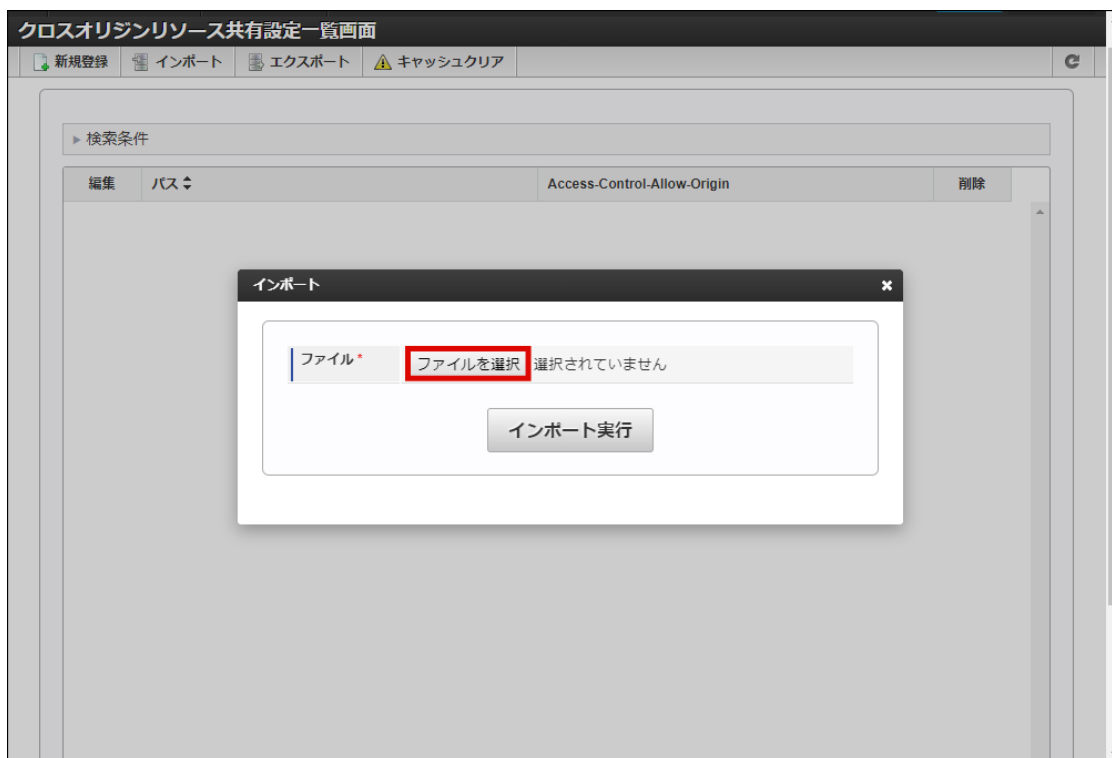 クロスオリジンリソース共有設定一覧画面
新規登録 インポート エクスポート キャッシュクリア
検索条件
編集 パス Access-Control-Allow-Origin 削除
インポート
ファイル* ファイルを選択 選択されていません
インポート実行